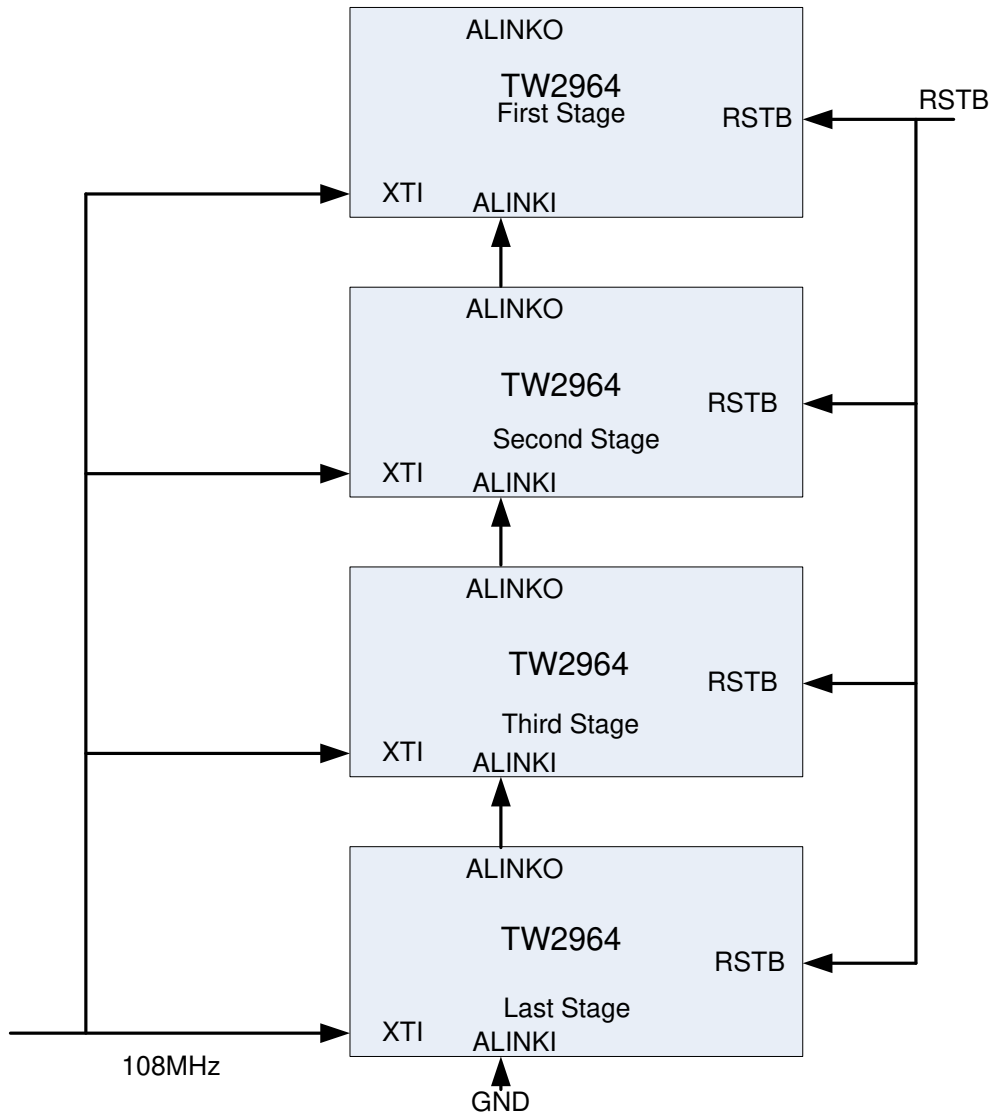 ALINKO
TW2964
First Stage
RSTB
RSTB
XTI
ALINKI
ALINKO
TW2964
RSTB
Second Stage
XTI
ALINKI
ALINKO
TW2964
RSTB
Third Stage
XTI
ALINKI
ALINKO
TW2964
RSTB
Last Stage
XTI
ALINKI
108MHz
GND